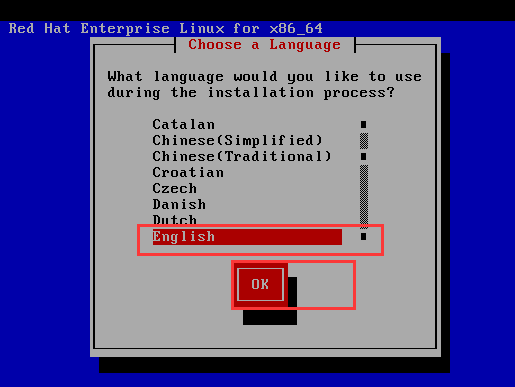 Red Hat Enterprise Linux for x86_64
Choose a Language
What language would you like to use
during the installation process?
Catalan
Chinese(Simplified)
Chinese(Traditional)
Croatian
Czech
Danish
Dutch
English
OK